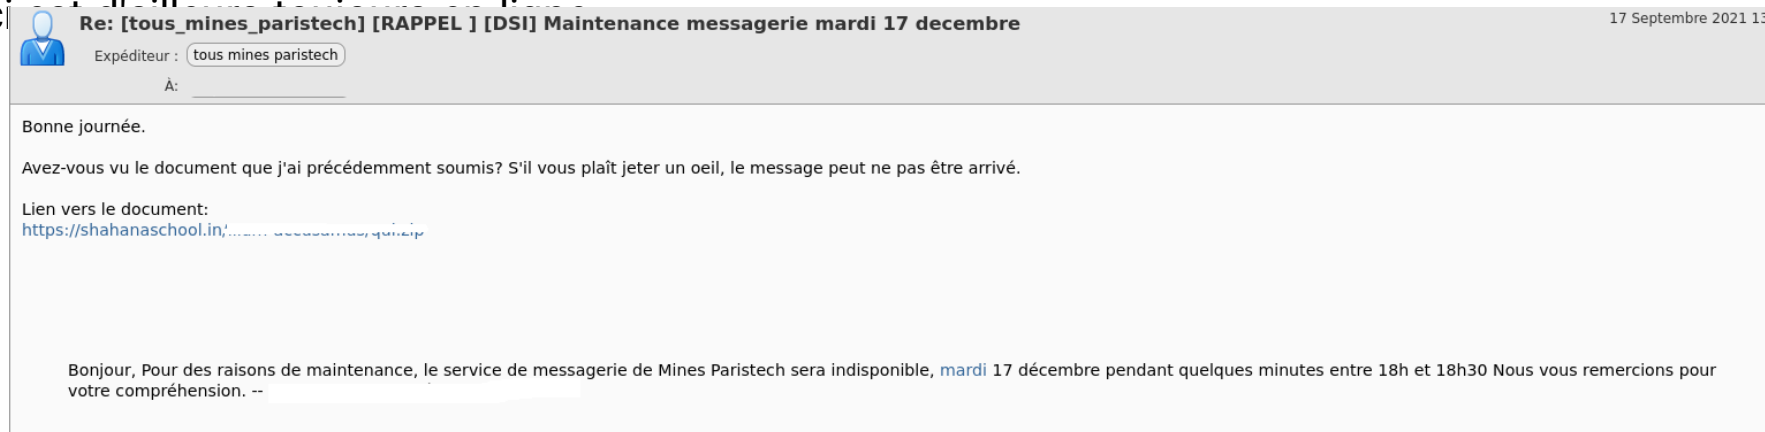 Re: [tous_mines_paristech] [RAPPEL ] [DSI] Maintenance messagerie mardi 17 decembre
17 Septembre 2021 13
Expéditeur : tous mines paristech
À:
Bonne journée.
Avez-vous vu le document que j'ai précédemment soumis? S'il vous plaît jeter un oeil, le message peut ne pas être arrivé.
Lien vers le document:
https://shahanaschool.in/
Bonjour, Pour des raisons de maintenance, le service de messagerie de Mines Paristech sera indisponible, mardi 17 décembre pendant quelques minutes entre 18h et 18h30 Nous vous remercions pour
votre compréhension. --